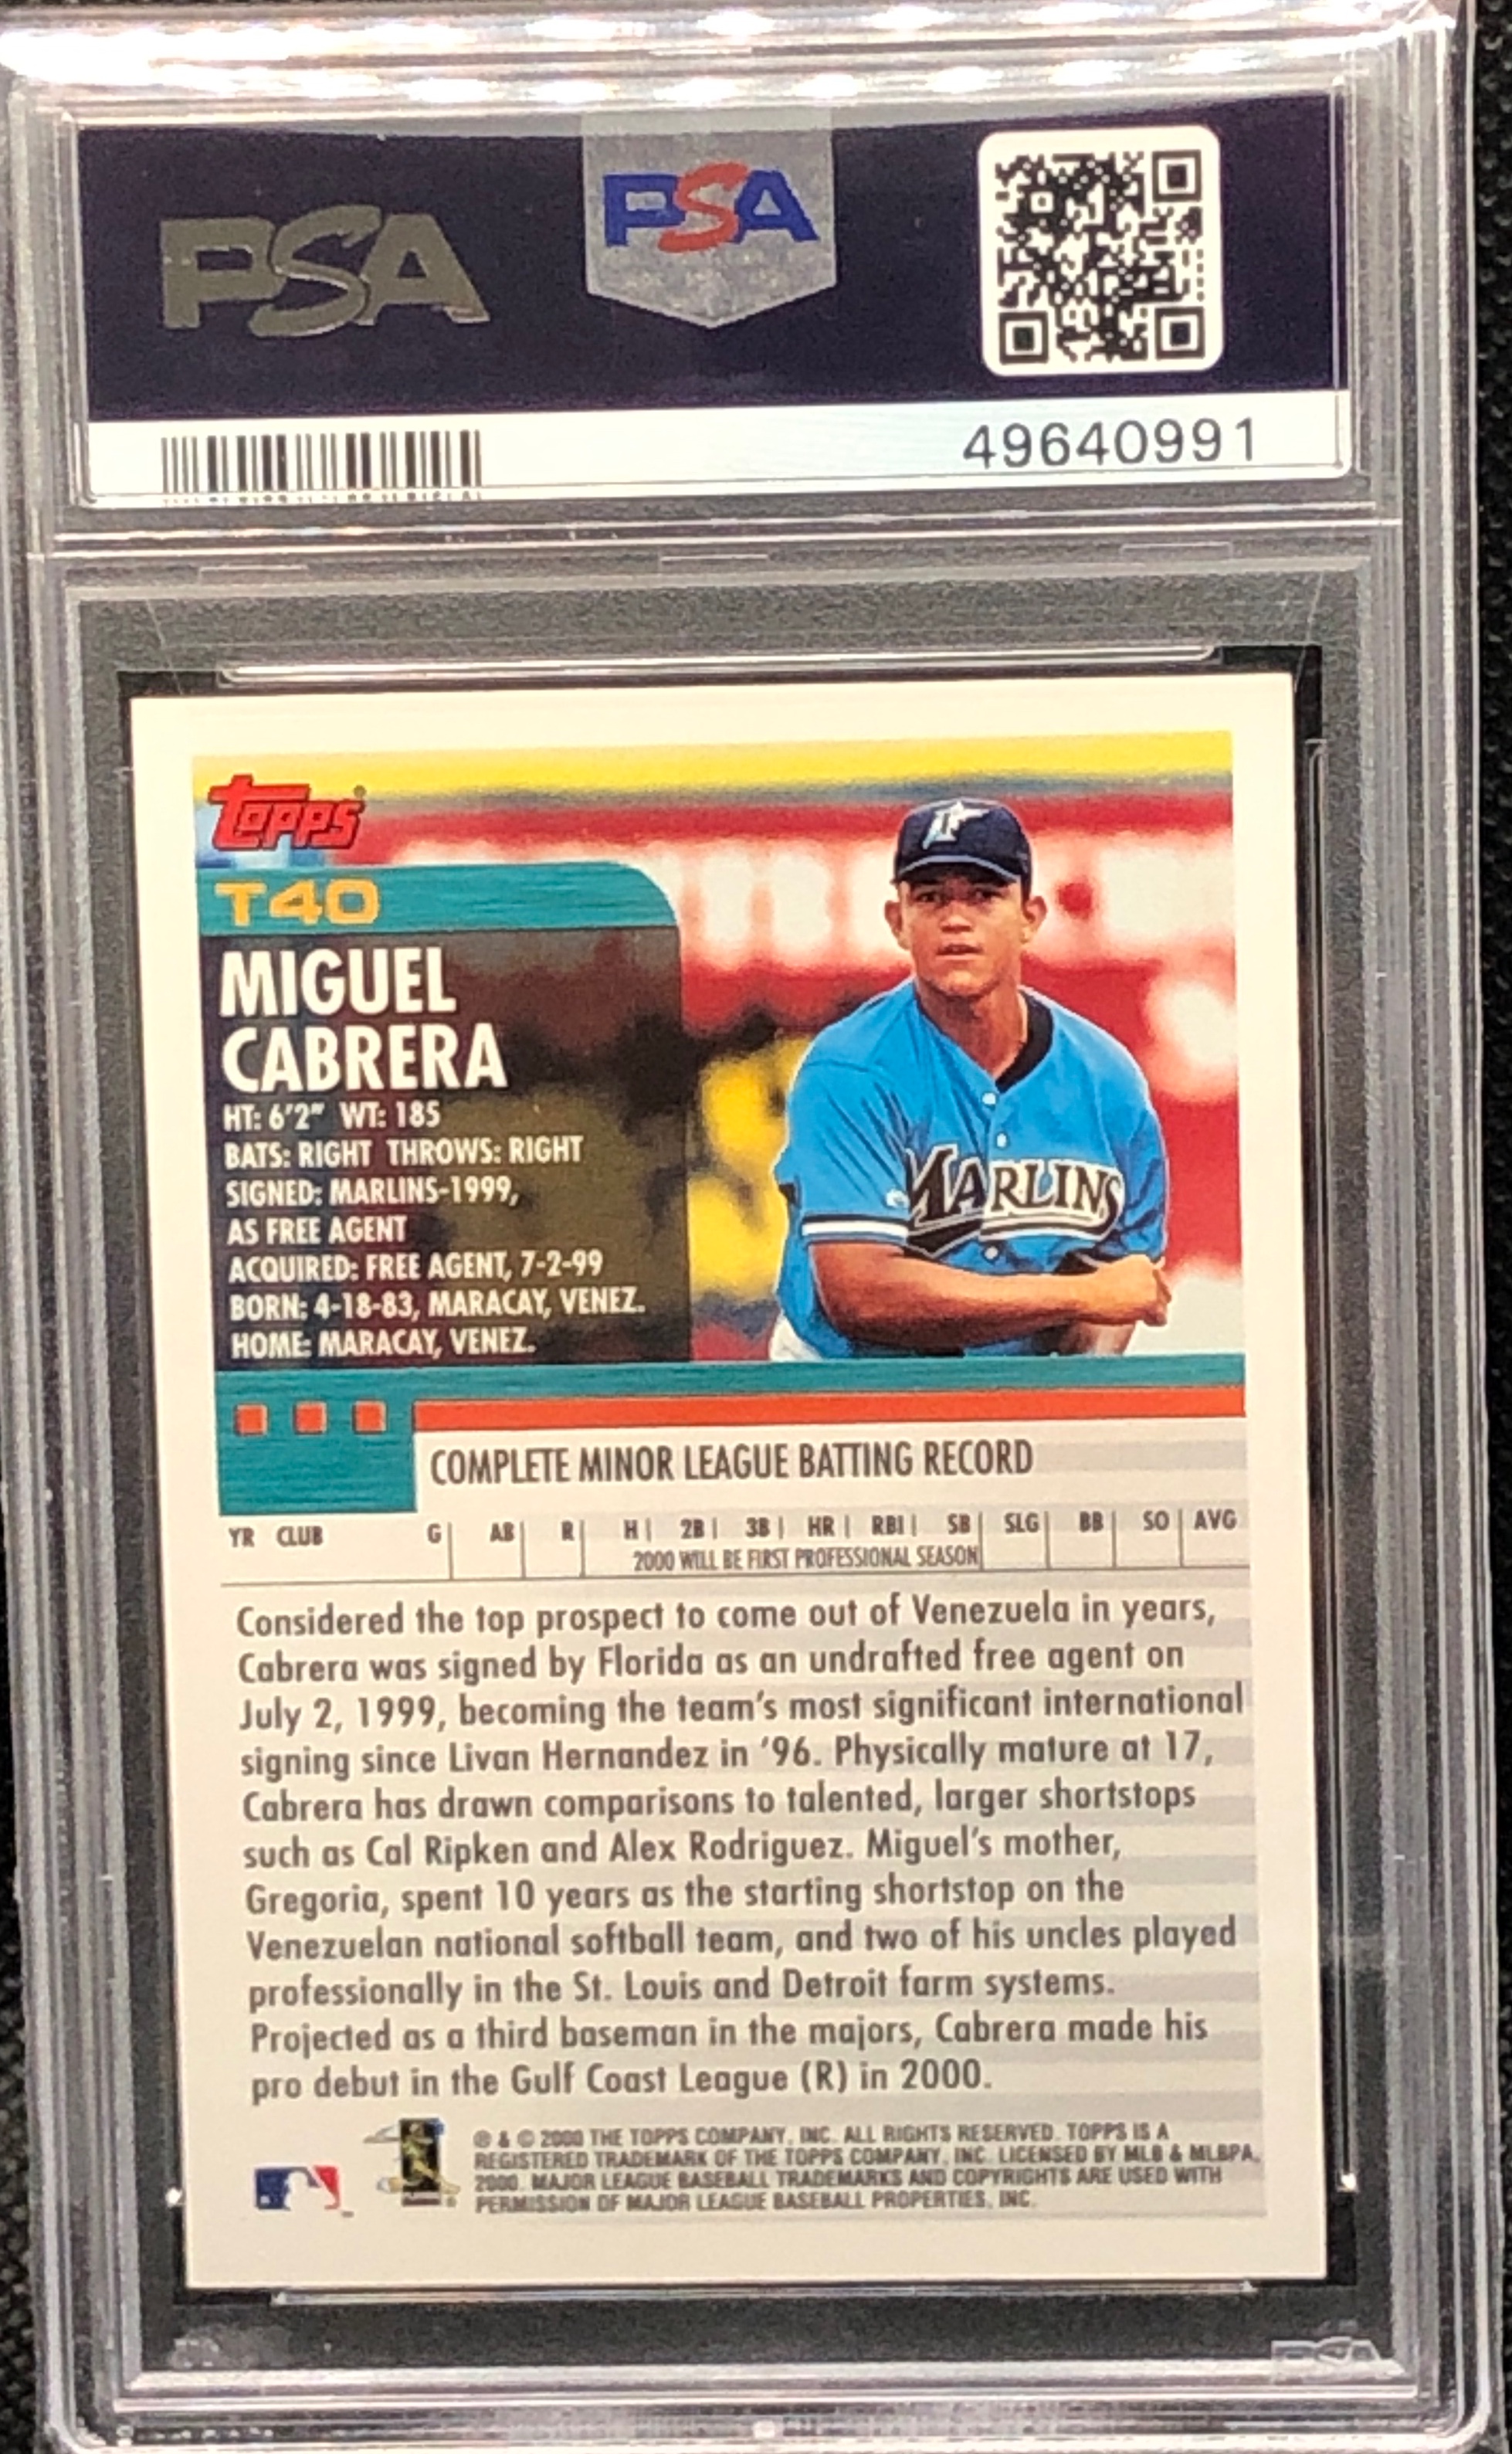 PSA
PSA
49640991
Topps
T40
MIGUEL
CABRERA
HT: 6'2" WT: 185
BATS: RIGHT THROWS: RIGHT
SIGNED: MARLINS-1999,
AS FREE AGENT
ACQUIRED: FREE AGENT, 7-2-99
BORN: 4-18-83, MARACAY, VENEZ.
HOME: MARACAY, VENEZ.
MARLINS
COMPLETE MINOR LEAGUE BATTING RECORD
YR CLUB G AB R H 2B 3B HR RBI SB SLG BB SO AVG
2000 WILL BE FIRST PROFESSIONAL SEASON
Considered the top prospect to come out of Venezuela in years,
Cabrera was signed by Florida as an undrafted free agent on
July 2, 1999, becoming the team's most significant international
signing since Livan Hernandez in '96. Physically mature at 17,
Cabrera has drawn comparisons to talented, larger shortstops
such as Cal Ripken and Alex Rodriguez. Miguel's mother,
Gregoria, spent 10 years as the starting shortstop on the
Venezuelan national softball team, and two of his uncles played
professionally in the St. Louis and Detroit farm systems.
Projected as a third baseman in the majors, Cabrera made his
pro debut in the Gulf Coast League (R) in 2000.
® & © 2000 THE TOPPS COMPANY, INC. ALL RIGHTS RESERVED. TOPPS IS A
REGISTERED TRADEMARK OF THE TOPPS COMPANY, INC. LICENSED BY MLB & MLBPA,
2000. MAJOR LEAGUE BASEBALL TRADEMARKS AND COPYRIGHTS ARE USED WITH
PERMISSION OF MAJOR LEAGUE BASEBALL PROPERTIES, INC.
PSA